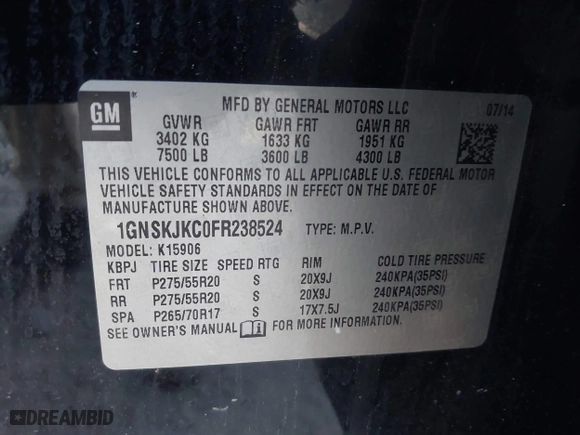 GM
MFD BY GENERAL MOTORS LLC 07/14
GVWR GAWR FRT GAWR RR
3402 KG 1633 KG 1951 KG
7500 LB 3600 LB 4300 LB
THIS VEHICLE CONFORMS TO ALL APPLICABLE U.S. FEDERAL MOTOR
VEHICLE SAFETY STANDARDS IN EFFECT ON THE DATE OF
MANUFACTURE SHOWN ABOVE.
1GNSKJKC0FR238524 TYPE: M.P.V.
MODEL: K15906
KBPJ TIRE SIZE SPEED RTG RIM COLD TIRE PRESSURE
FRT P275/55R20 S 20X9J 240KPA(35PSI)
RR P275/55R20 S 20X9J 240KPA(35PSI)
SPA P265/70R17 S 17X7.5J 240KPA(35PSI)
SEE OWNER'S MANUAL FOR MORE INFORMATION.
DREAMBID